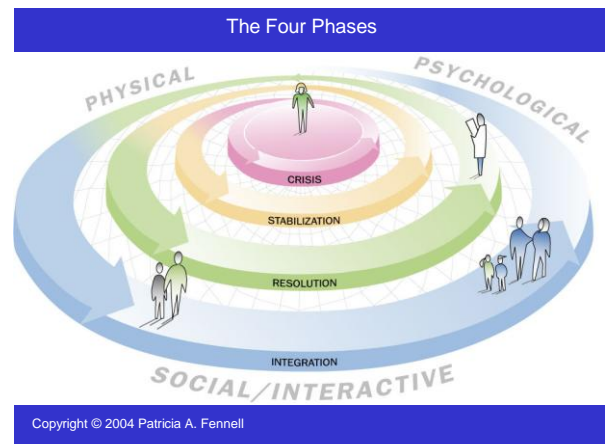 The Four Phases
PHYSICAL
PSYCHOLOGICAL
CRISIS
STABILIZATION
RESOLUTION
INTEGRATION
SOCIAL/INTERACTIVE
Copyright © 2004 Patricia A. Fennell